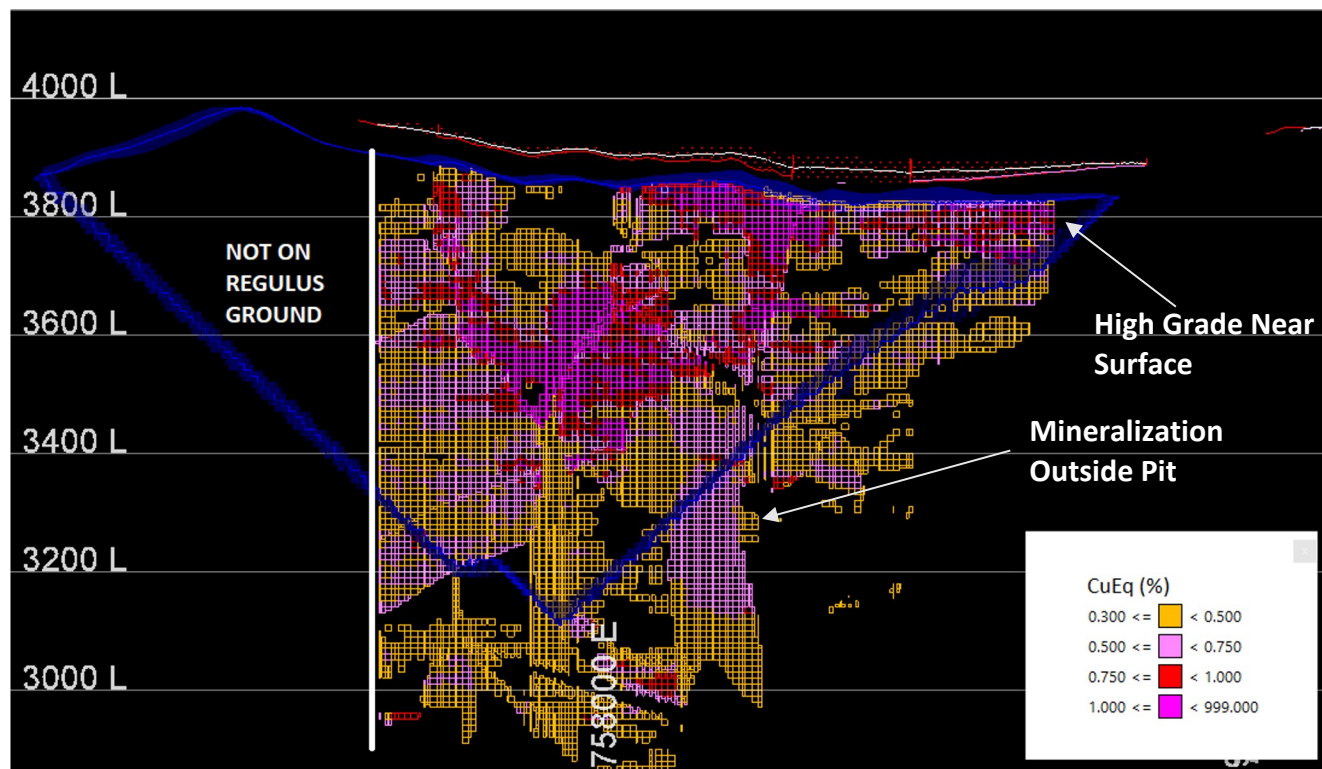 4000 L
3800 L
NOT ON
REGULUS
GROUND
3600 L
High Grade Near
Surface
3400 L
Mineralization
Outside Pit
3200 L
3000 L
758000 E
CuEq (%)
0.300 <= < 0.500
0.500 <= < 0.750
0.750 <= < 1.000
1.000 <= < 999.000
x